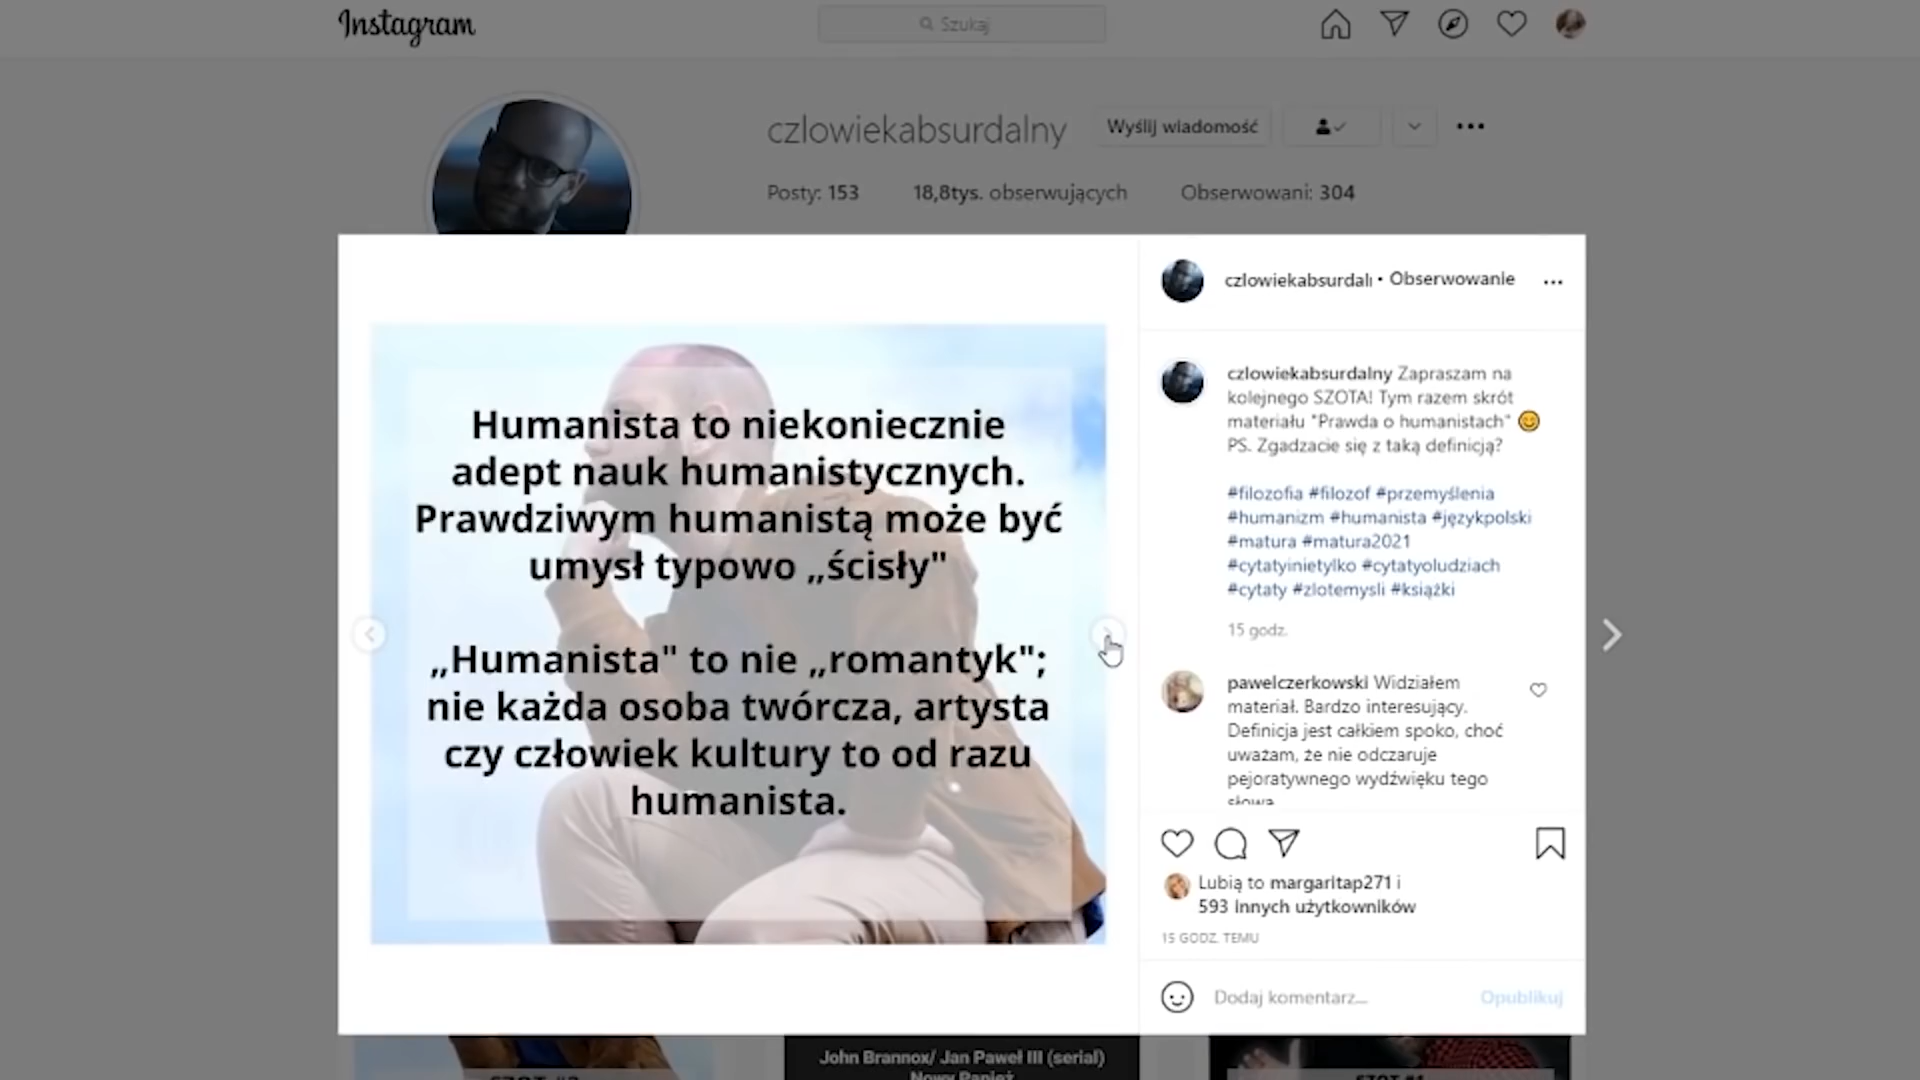 Instagram
Szukaj
czlowiekabsurdalny
Wyślij wiadomość
Posty: 153
18,8tys. obserwujących
Obserwowani: 304
Humanista to niekoniecznie
adept nauk humanistycznych.
Prawdziwym humanistą może być
umysł typowo „ścisły"
„Humanista" to nie „romantyk";
nie każda osoba twórcza, artysta
czy człowiek kultury to od razu
humanista.
czlowiekabsurdalı • Obserwowanie
czlowiekabsurdalny Zapraszam na
kolejnego SZOTA! Tym razem skrót
materiału "Prawda o humanistach" 😊
PS. Zgadzacie się z taką definicją?
#filozofia #filozof #przemyślenia
#humanizm #humanista #językpolski
#matura #matura2021
#cytatyinietylko #cytatyoludziach
#cytaty #zlotemysli #książki
15 godz.
pawelczerkowski Widziałem
materiał. Bardzo interesujący.
Definicja jest całkiem spoko, choć
uważam, że nie odczaruje
pejoratywnego wydźwięku tego
słowa
Lubią to margaritap271 i
593 innych użytkowników
15 GODZ. TEMU
Dodaj komentarz...
Opublikuj
John Brannox/ Jan Paweł III (serial)
Nowy Papież